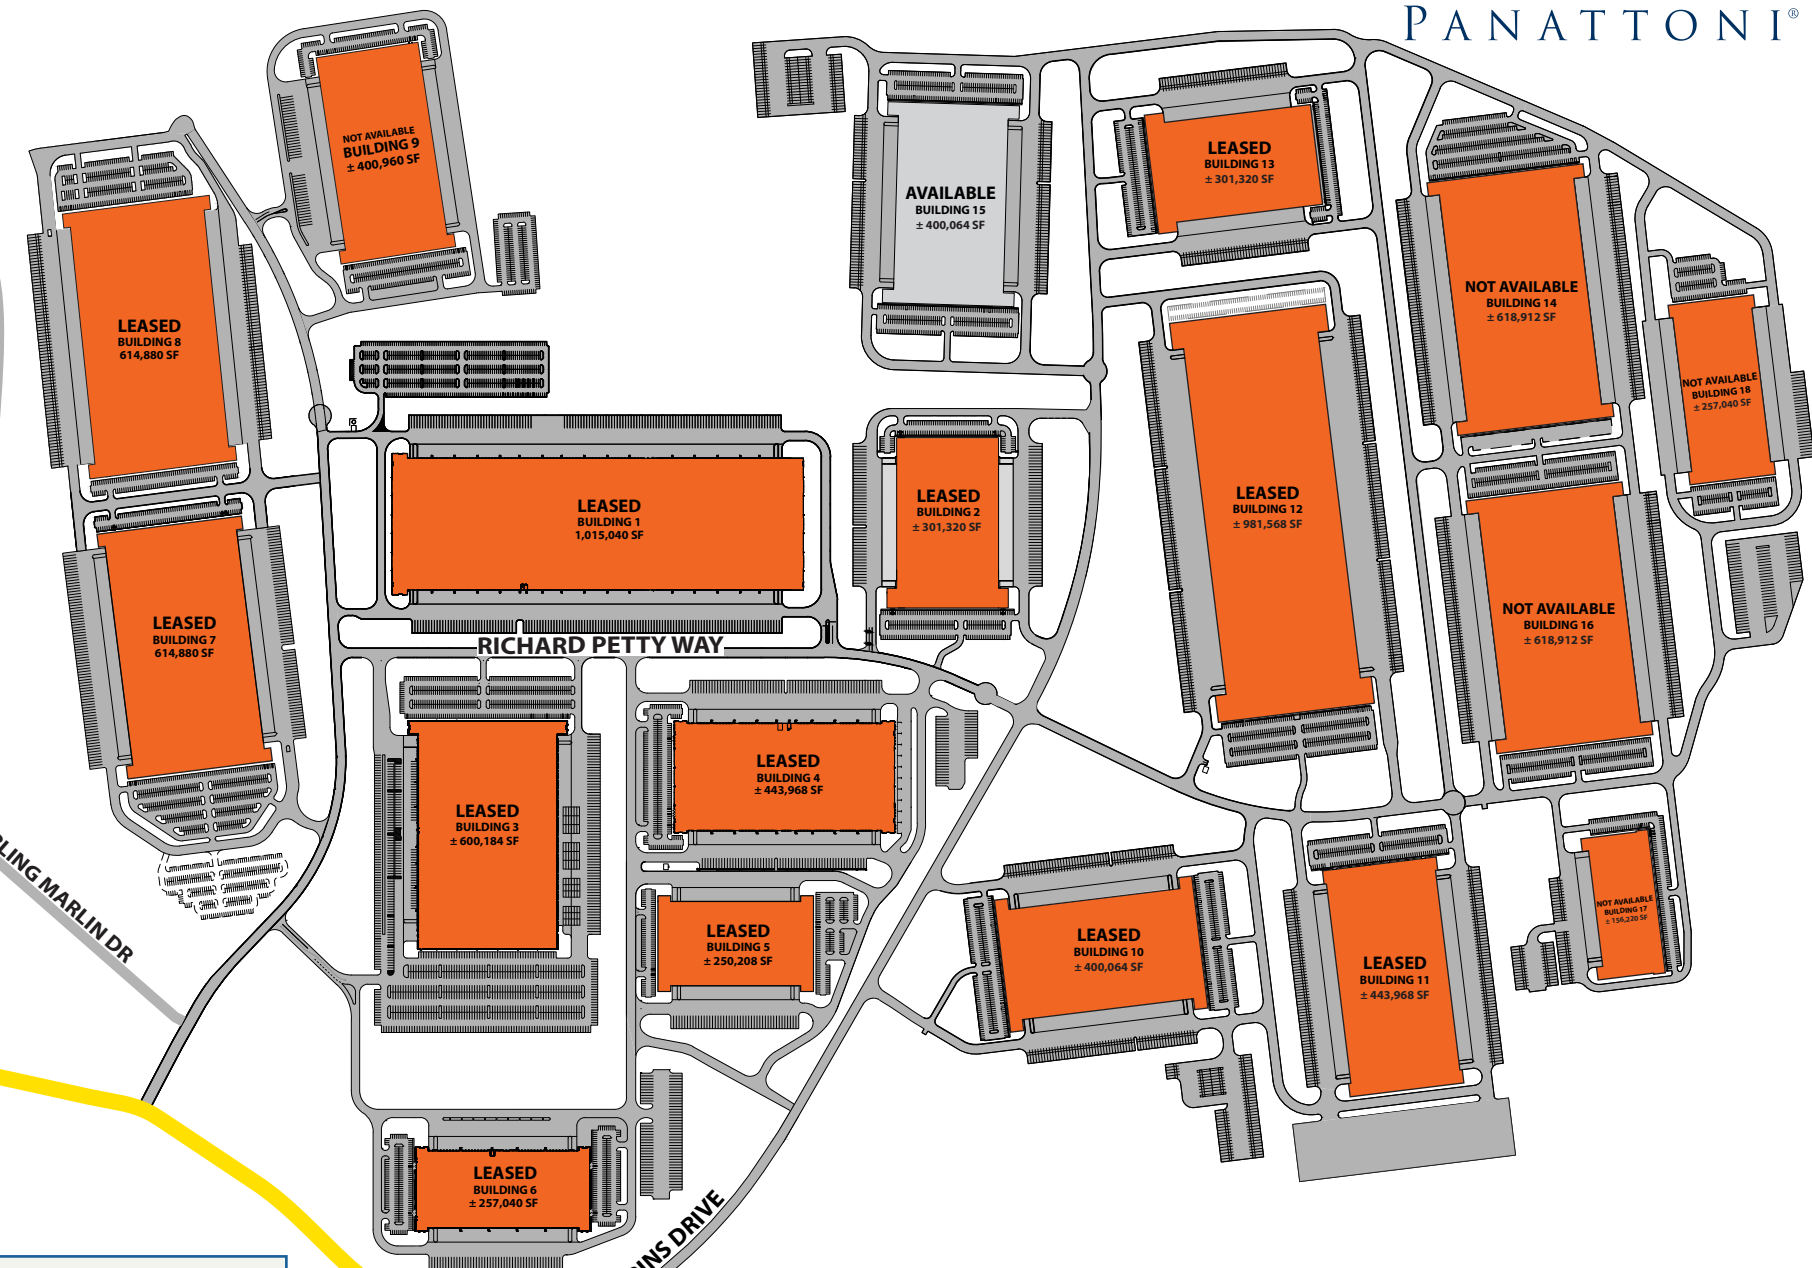 PANATTONI®
NOT AVAILABLE
BUILDING 9
± 400,960 SF
LEASED
BUILDING 13
± 301,320 SF
AVAILABLE
BUILDING 15
± 400,064 SF
LEASED
BUILDING 8
614,880 SF
NOT AVAILABLE
BUILDING 14
± 618,912 SF
NOT AVAILABLE
BUILDING 18
± 257,040 SF
LEASED
BUILDING 1
1,015,040 SF
LEASED
BUILDING 2
± 301,320 SF
LEASED
BUILDING 12
± 981,568 SF
LEASED
BUILDING 7
614,880 SF
NOT AVAILABLE
BUILDING 16
± 618,912 SF
RICHARD PETTY WAY
LEASED
BUILDING 4
± 443,968 SF
LEASED
BUILDING 3
± 600,184 SF
LING MARLIN DR
LEASED
BUILDING 5
± 250,208 SF
LEASED
BUILDING 10
± 400,064 SF
LEASED
BUILDING 11
± 443,968 SF
NOT AVAILABLE
BUILDING 17
± 156,220 SF
LEASED
BUILDING 6
± 257,040 SF
INS DRIVE